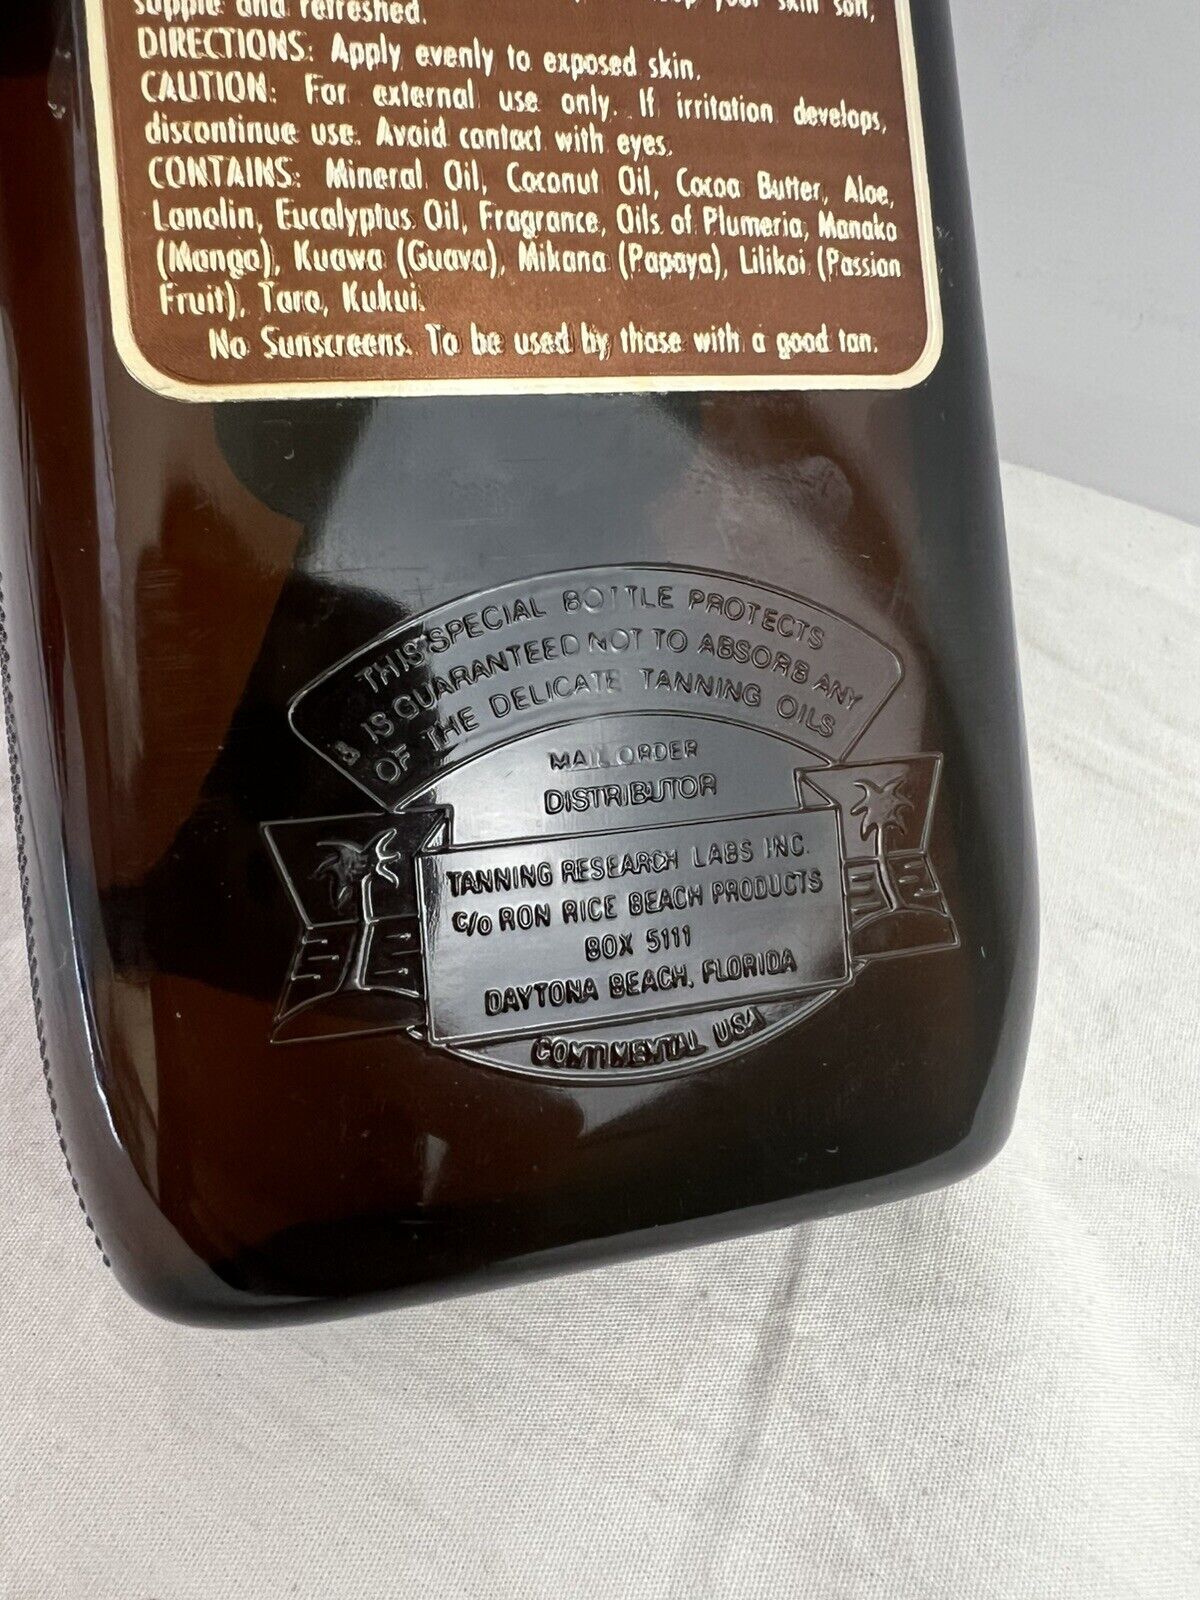 supple and refreshed. your skin soft,
DIRECTIONS: Apply evenly to exposed skin.
CAUTION: For external use only. If irritation develops,
discontinue use. Avoid contact with eyes.
CONTAINS: Mineral Oil, Coconut Oil, Cocoa Butter, Aloe,
Lanolin, Eucalyptus Oil, Fragrance, Oils of Plumeria, Manako
(Mango), Kuawa (Guava), Mikana (Papaya), Lilikoi (Passion
Fruit), Taro, Kukui.
No Sunscreens. To be used by those with a good tan.
THIS SPECIAL BOTTLE PROTECTS
& IS GUARANTEED NOT TO ABSORB ANY
OF THE DELICATE TANNING OILS
MAIL ORDER
DISTRIBUTOR
TANNING RESEARCH LABS INC.
c/o RON RICE BEACH PRODUCTS
BOX 5111
DAYTONA BEACH, FLORIDA
CONTINENTAL USA